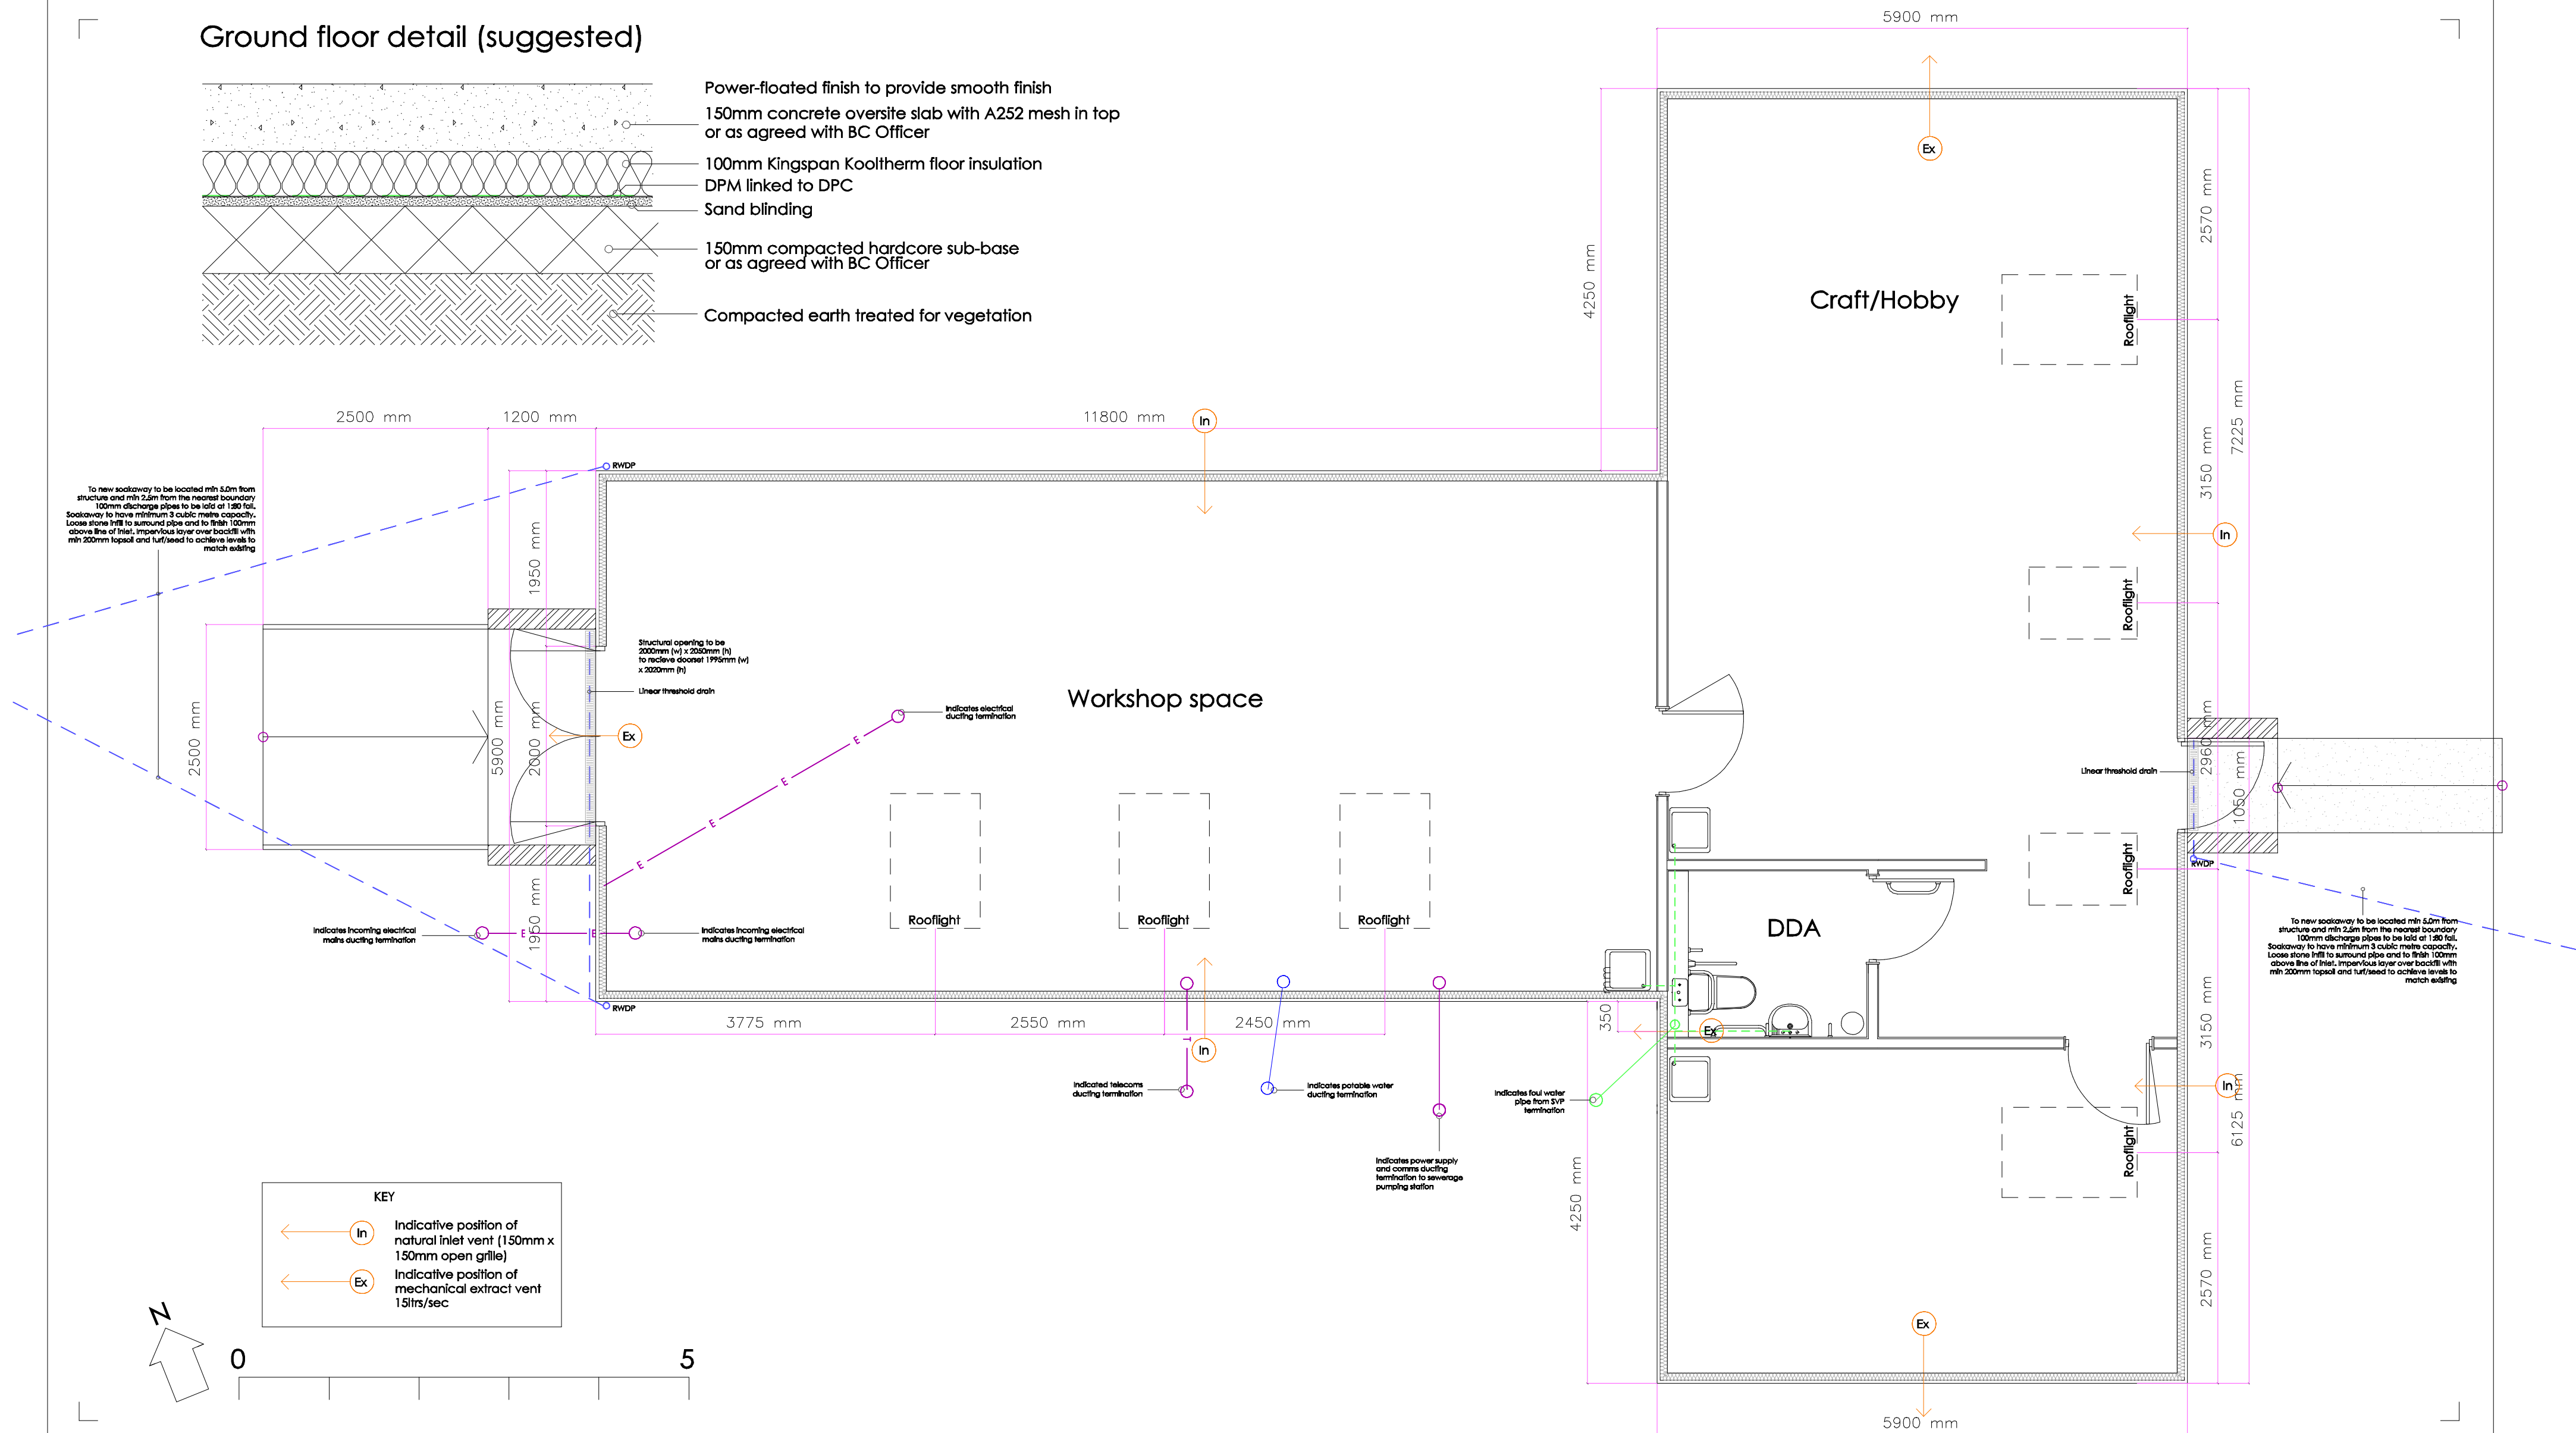 Ground floor detail (suggested)
Power-floated finish to provide smooth finish
150mm concrete oversite slab with A252 mesh in top
or as agreed with BC Officer
100mm Kingspan Kooltherm floor insulation
DPM linked to DPC
Sand blinding
150mm compacted hardcore sub-base
or as agreed with BC Officer
Compacted earth treated for vegetation
5900 mm
Ex
4250 mm
2570 mm
Craft/Hobby
Rooflight
2500 mm
1200 mm
11800 mm
In
RWDP
3150 mm
7225 mm
To new soakaway to be located min 5.0m from
structure and min 2.5m from the nearest boundary
100mm discharge pipes to be laid at 1:80 fall.
Soakaway to have minimum 3 cubic metre capacity.
Loose stone infill to surround pipe and to finish 100mm
above line of inlet. Impervious layer over backfill with
min 200mm topsoil and turf/seed to achieve levels to
match existing
1950 mm
In
Rooflight
Structural opening to be
2000mm (w) x 2050mm (h)
to recieve doorset 1995mm (w)
x 2020mm (h)
Linear threshold drain
Workshop space
Indicates electrical
ducting termination
2500 mm
5900 mm
2000 mm
Ex
E
E
E
E
2960 mm
Linear threshold drain
1050 mm
Rooflight
Rooflight
Rooflight
Rooflight
RWDP
DDA
Indicates incoming electrical
mains ducting termination
E
E
1950 mm
Indicates incoming electrical
mains ducting termination
To new soakaway to be located min 5.0m from
structure and min 2.5m from the nearest boundary
100mm discharge pipes to be laid at 1:80 fall.
Soakaway to have minimum 3 cubic metre capacity.
Loose stone infill to surround pipe and to finish 100mm
above line of inlet. Impervious layer over backfill with
min 200mm topsoil and turf/seed to achieve levels to
match existing
RWDP
3775 mm
2550 mm
2450 mm
350
Ex
3150 mm
T
In
Indicated telecoms
ducting termination
Indicates potable water
ducting termination
Indicates foul water
pipe from SVP
termination
In
6125 mm
Rooflight
Indicates power supply
and comms ducting
termination to sewerage
pumping station
4250 mm
2570 mm
KEY
In
Indicative position of
natural inlet vent (150mm x
150mm open grille)
Ex
Indicative position of
mechanical extract vent
15ltrs/sec
Ex
N
0
5
5900 mm